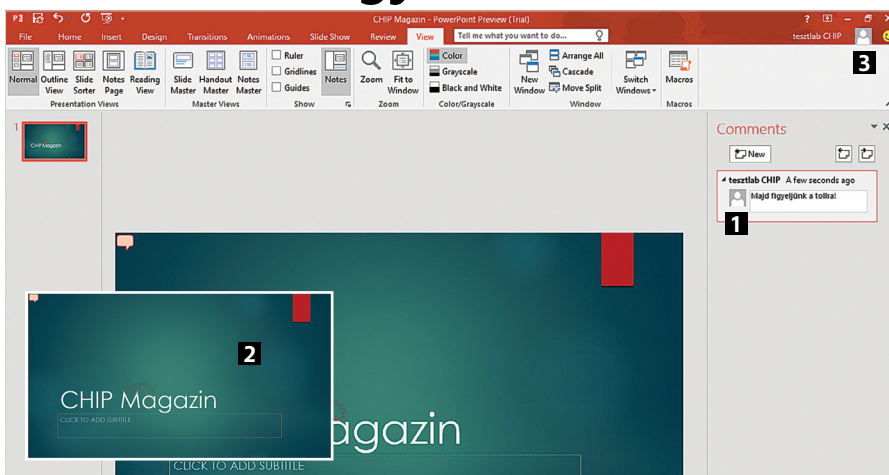 CHIP Magazin - PowerPoint Preview (Trial)
File Home Insert Design Transitions Animations Slide Show Review View Tell me what you want to do...
tesztlab CHIP
3
Normal Outline View Slide Sorter Notes Page Reading View
Presentation Views
Slide Master Handout Master Notes Master
Master Views
Ruler
Gridlines
Guides
Notes
Show
Zoom Fit to Window
Zoom
Color
Grayscale
Black and White
Color/Grayscale
New Window
Arrange All
Cascade
Move Split
Switch Windows
Window
Macros
Macros
1
CHIP Magazin
Comments
New
tesztlab CHIP A few seconds ago
Majd figyeljünk a tollra!
1
2
CHIP Magazin
CLICK TO ADD SUBTITLE
agazin
CLICK TO ADD SUBTITLE